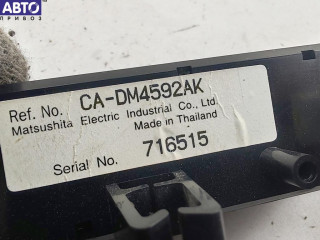 АВТО
ПРИВОЗ
Ref. No. CA-DM4592AK
Matsushita Electric Industrial Co., Ltd.
Made in Thailand
Serial No. 716515